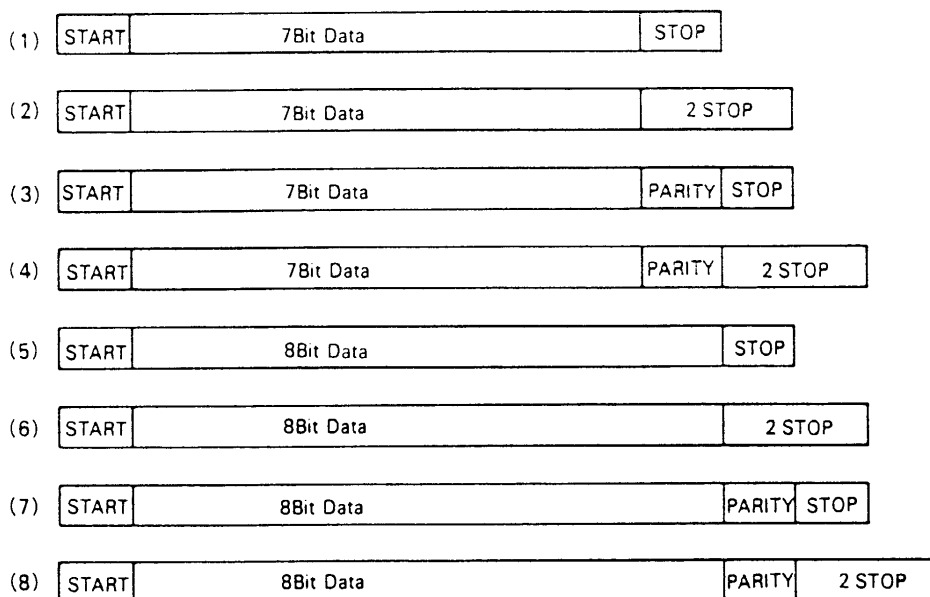 (1) START 7Bit Data STOP
(2) START 7Bit Data 2 STOP
(3) START 7Bit Data PARITY STOP
(4) START 7Bit Data PARITY 2 STOP
(5) START 8Bit Data STOP
(6) START 8Bit Data 2 STOP
(7) START 8Bit Data PARITY STOP
(8) START 8Bit Data PARITY 2 STOP